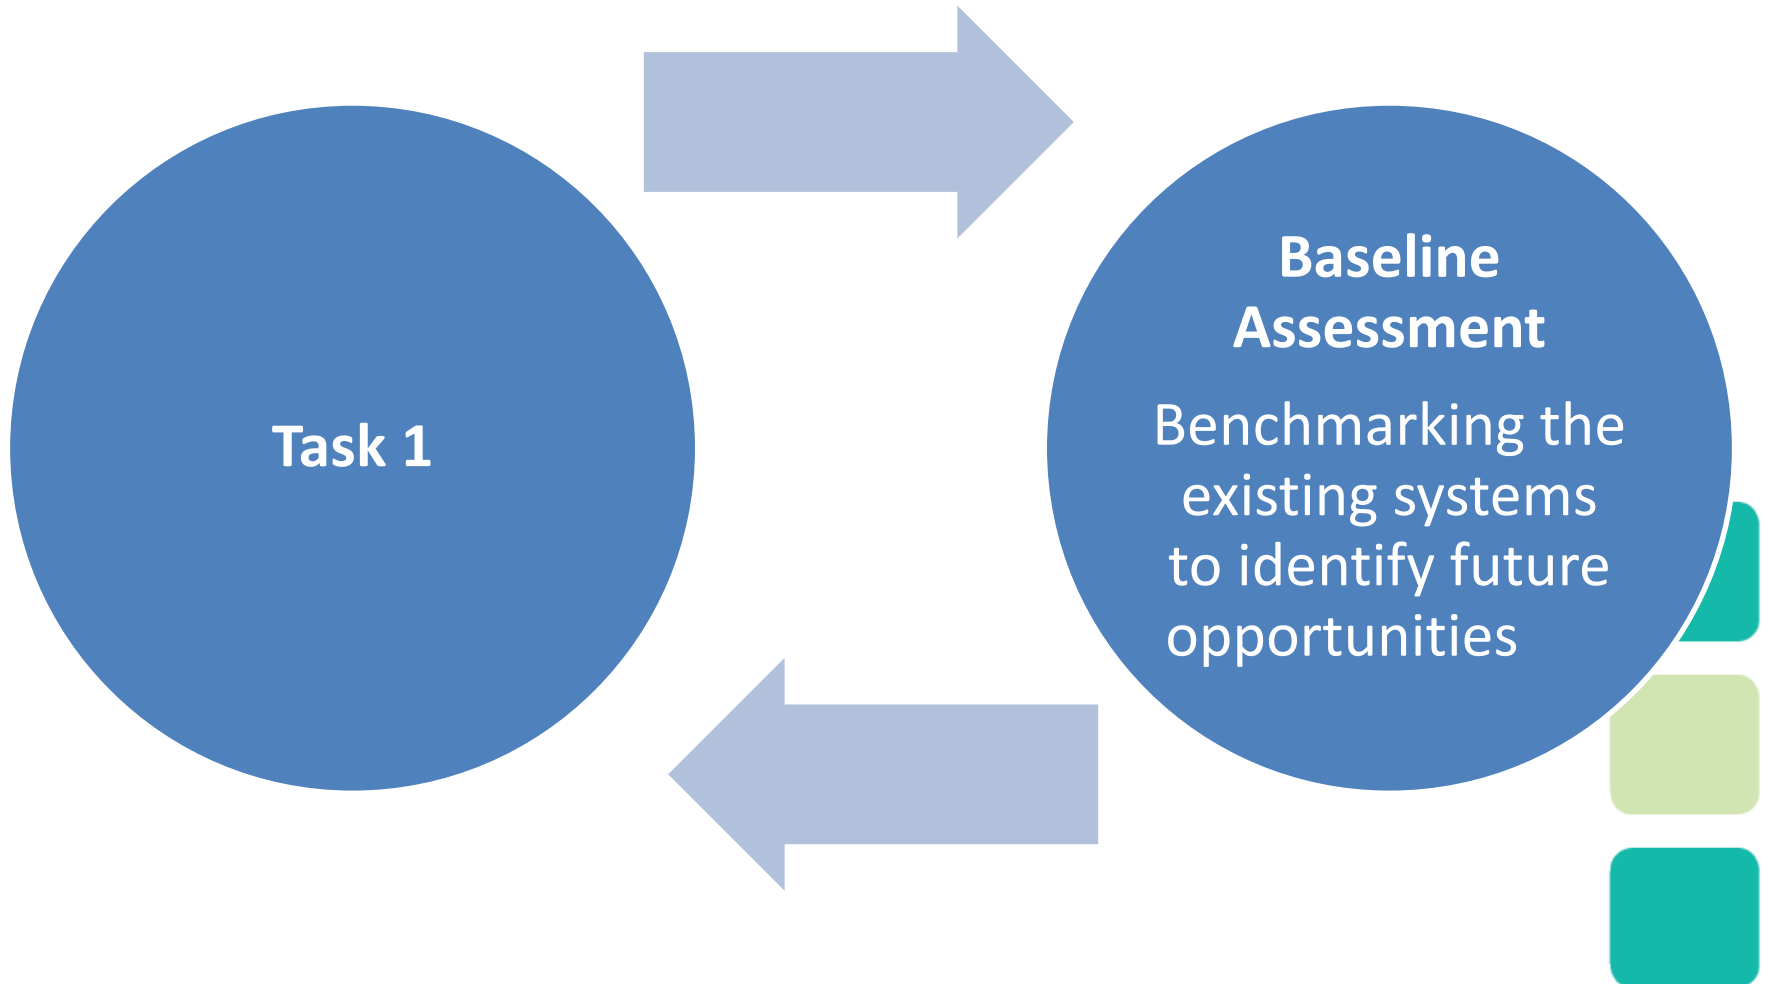 Task 1
Baseline
Assessment
Benchmarking the
existing systems
to identify future
opportunities